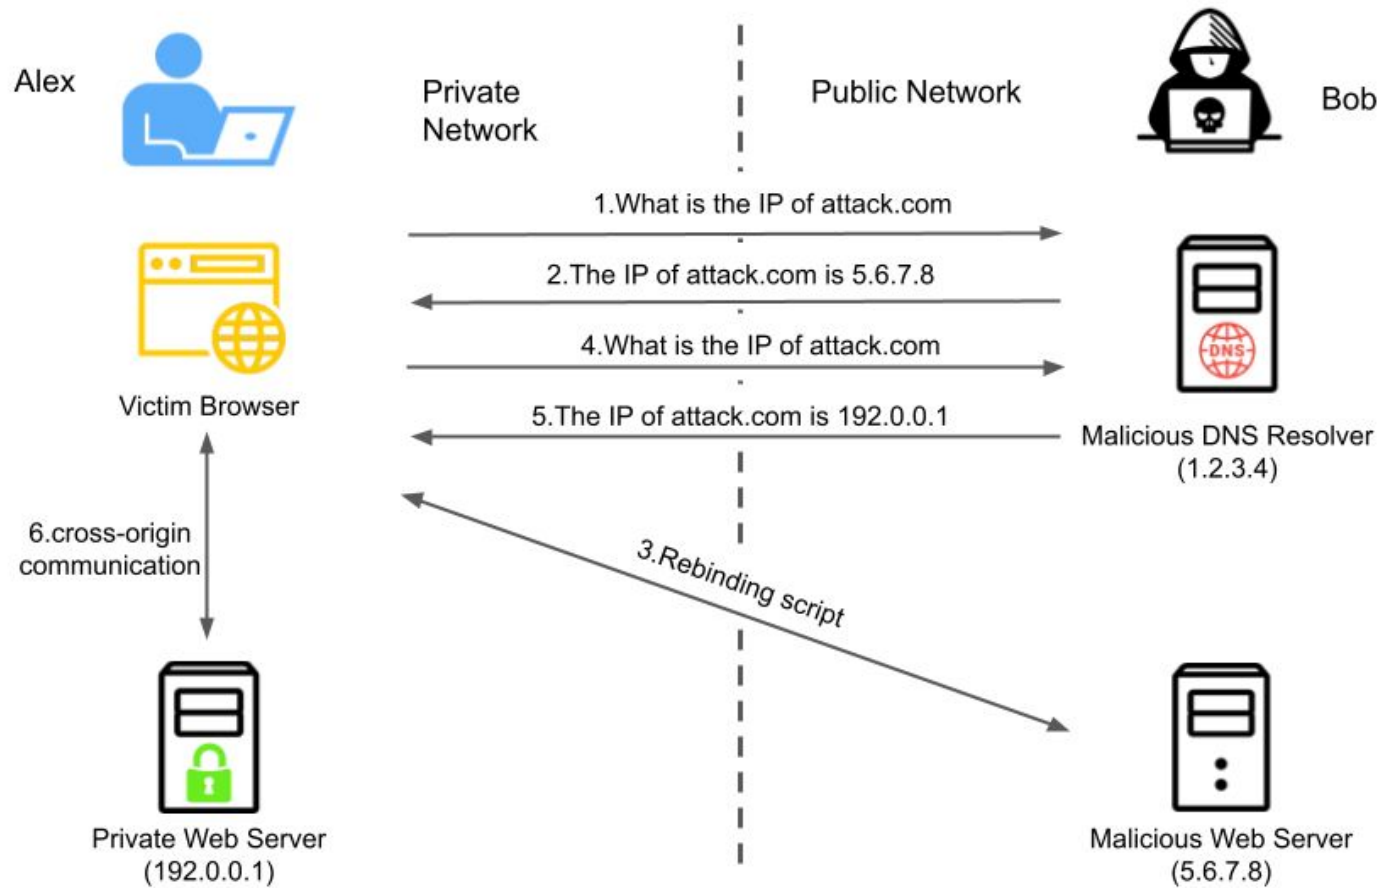 Alex
Private
Network
Public Network
Bob
1.What is the IP of attack.com
2.The IP of attack.com is 5.6.7.8
4.What is the IP of attack.com
5.The IP of attack.com is 192.0.0.1
DNS
Victim Browser
Malicious DNS Resolver
(1.2.3.4)
6.cross-origin
communication
3.Rebinding script
Private Web Server
(192.0.0.1)
Malicious Web Server
(5.6.7.8)